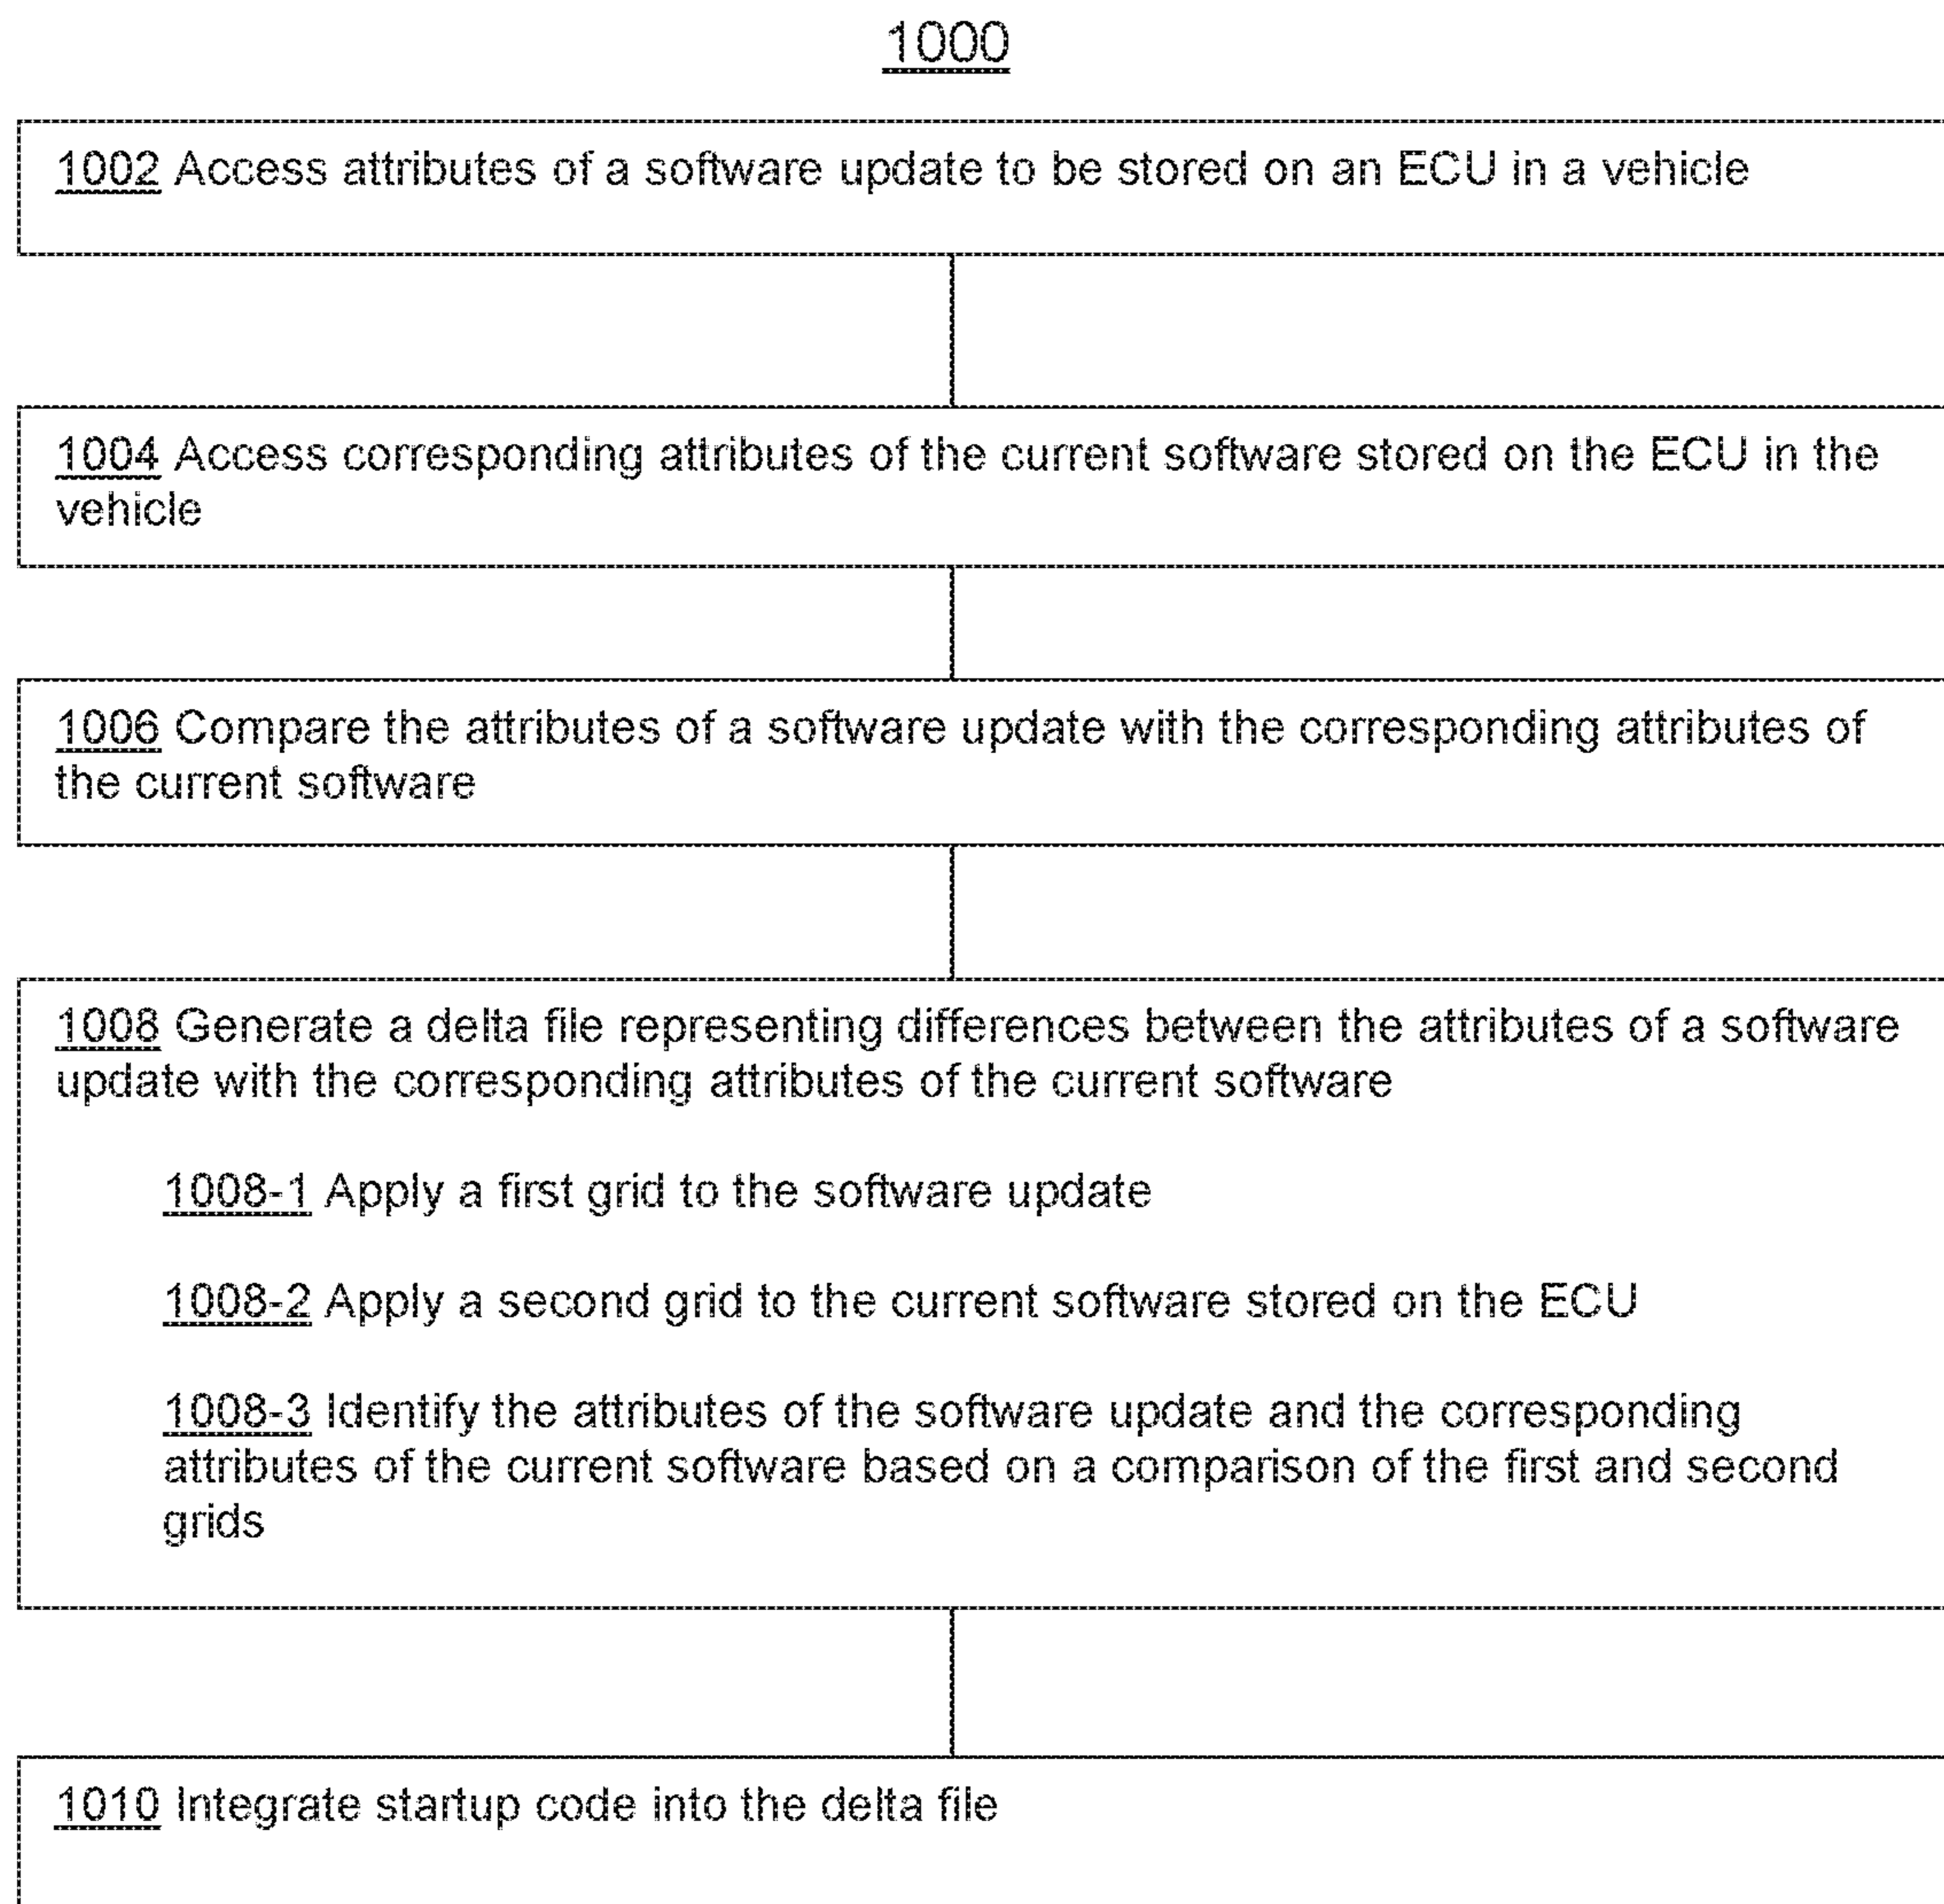 1000
1002 Access attributes of a software update to be stored on an ECU in a vehicle
1004 Access corresponding attributes of the current software stored on the ECU in the
vehicle
1006 Compare the attributes of a software update with the corresponding attributes of
the current software
1008 Generate a delta file representing differences between the attributes of a software
update with the corresponding attributes of the current software
1008-1 Apply a first grid to the software update
1008-2 Apply a second grid to the current software stored on the ECU
1008-3 Identify the attributes of the software update and the corresponding
attributes of the current software based on a comparison of the first and second
grids
1010 Integrate startup code into the delta file